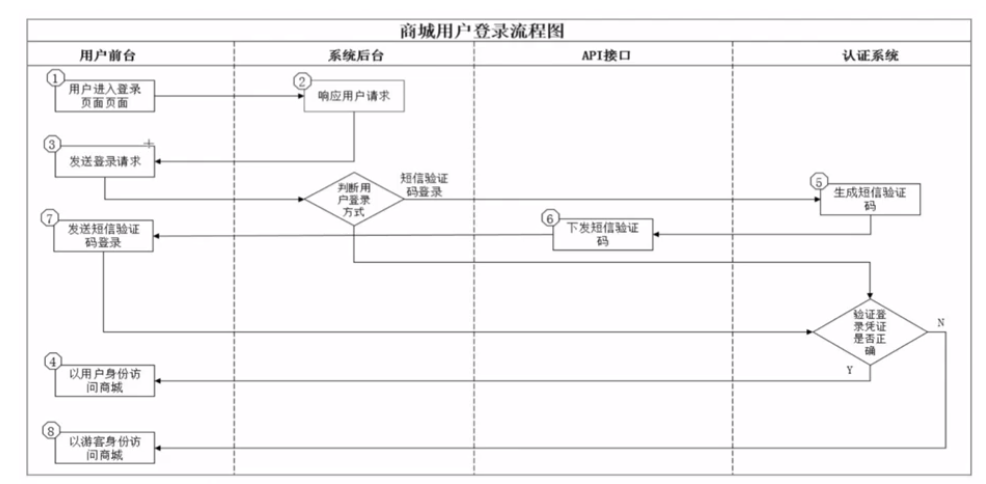 商城用户登录流程图
用户前台
系统后台
API接口
认证系统
①
用户进入登录
页面页面
②
响应用户请求
③
发送登录请求
判断用
户登录
方式
短信验证
码登录
⑤
生成短信验证
码
⑥
下发短信验证
码
⑦
发送短信验证
码登录
验证登
录凭证
是否正
确
N
Y
④
以用户身份访
问商城
⑧
以游客身份访
问商城